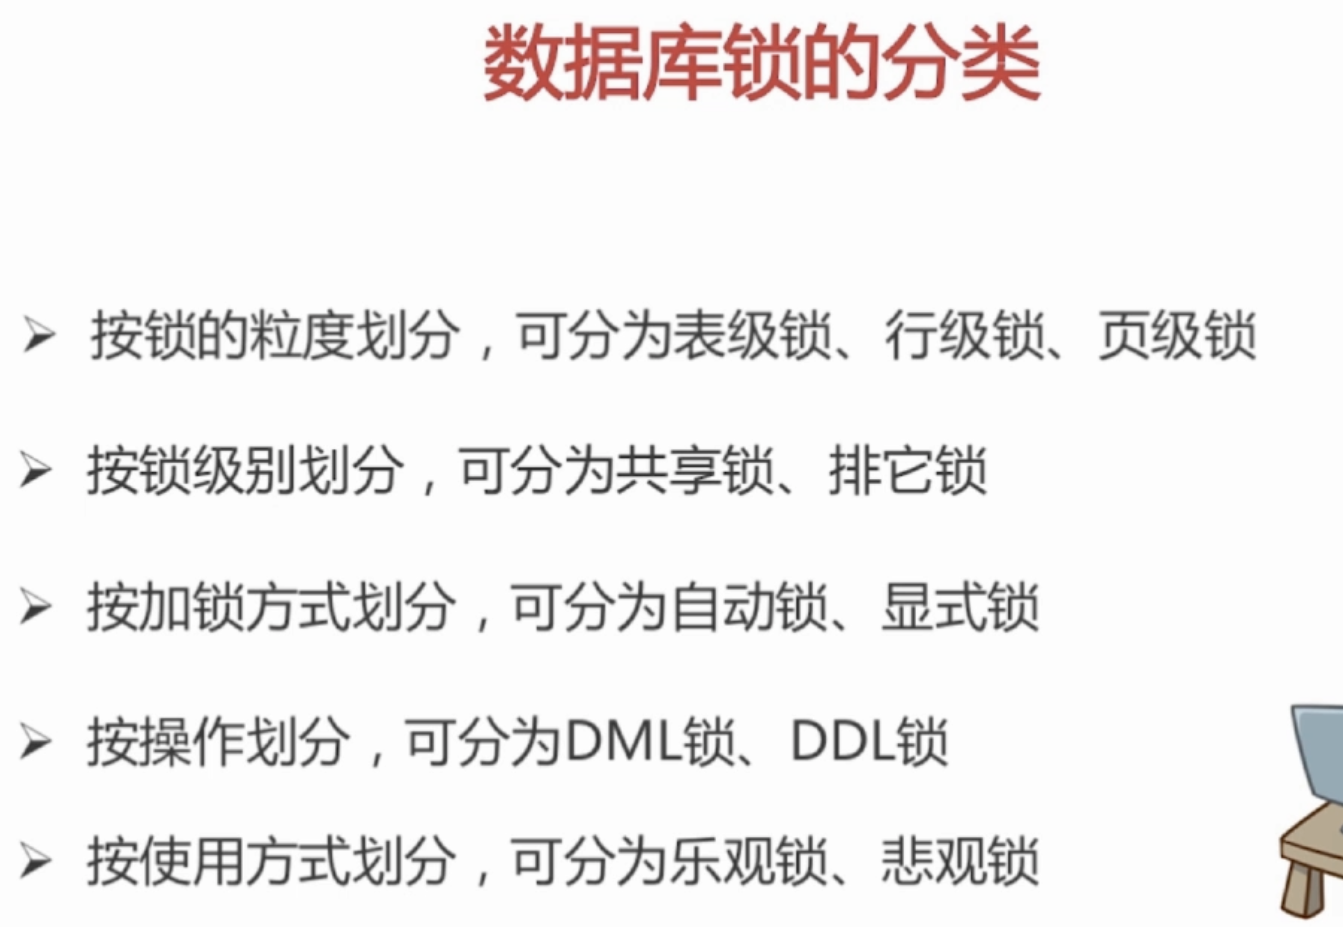 数据库锁的分类
按锁的粒度划分，可分为表级锁、行级锁、页级锁
按锁级别划分，可分为共享锁、排它锁
按加锁方式划分，可分为自动锁、显式锁
按操作划分，可分为DML锁、DDL锁
按使用方式划分，可分为乐观锁、悲观锁